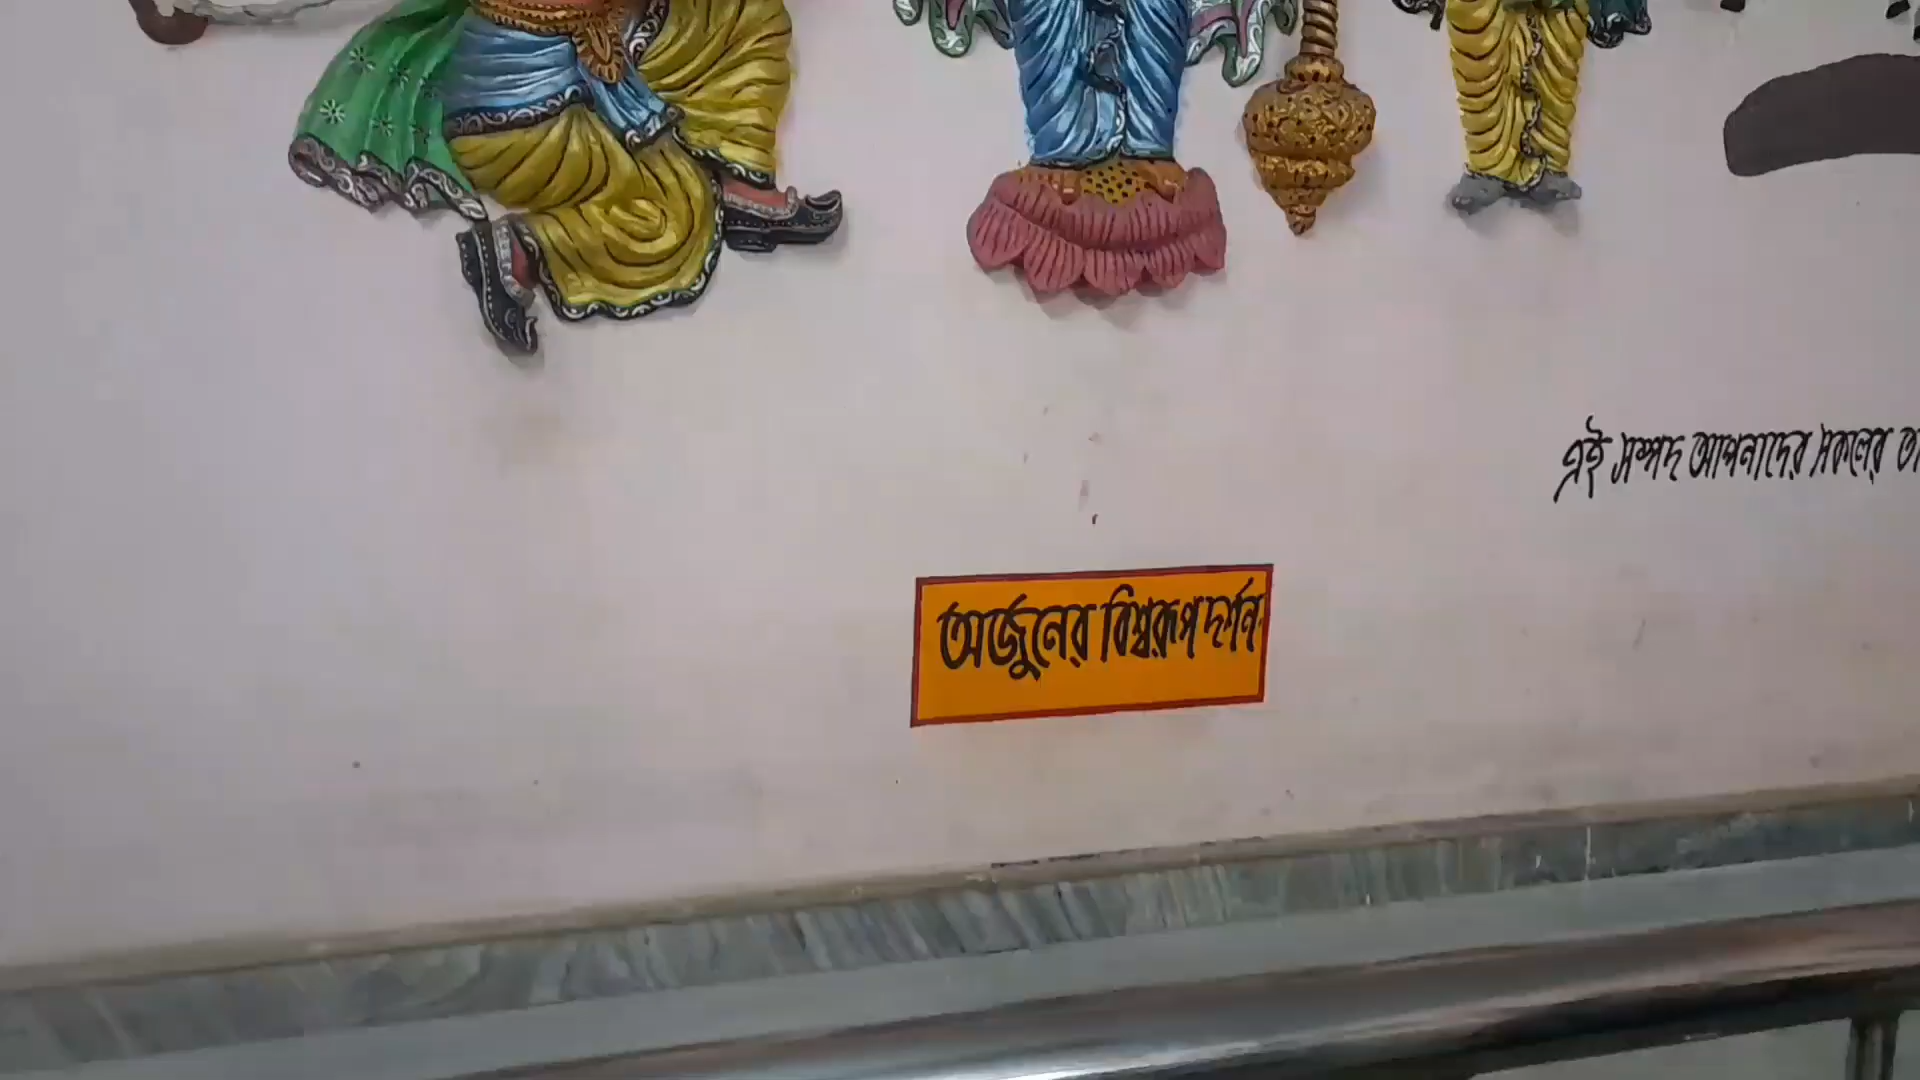 এই সম্পদ আপনাদের সকলের
অর্জুনের বিশ্বরূপ দর্শন